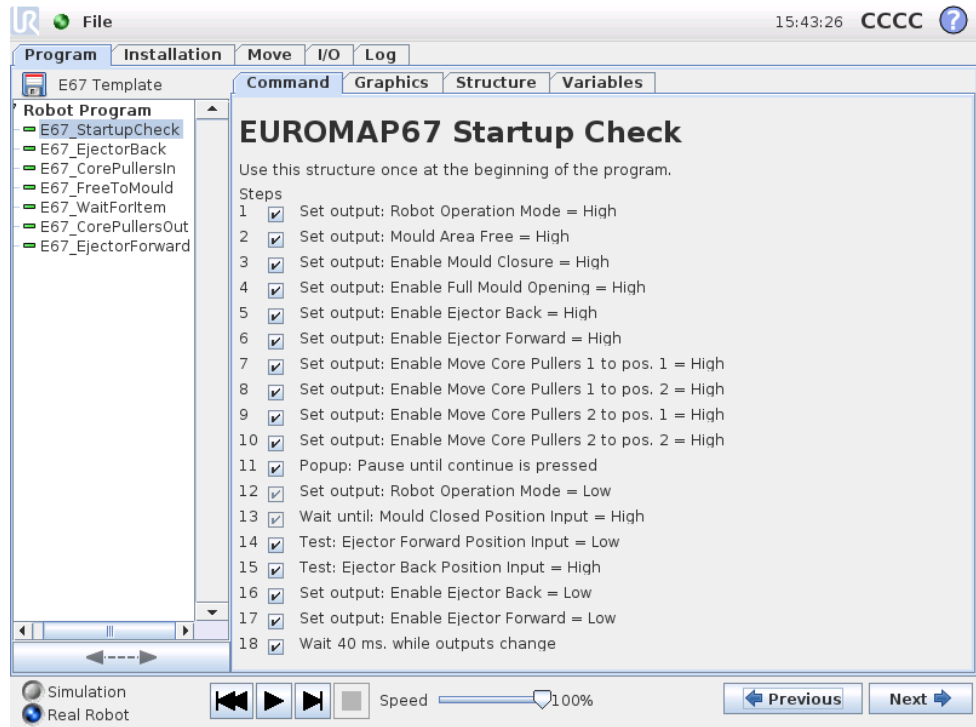 UR File 15:43:26 CCCC ?
Program Installation Move I/O Log
E67 Template
Command Graphics Structure Variables
Robot Program
E67_StartupCheck
E67_EjectorBack
E67_CorePullersIn
E67_FreeToMould
E67_WaitForItem
E67_CorePullersOut
E67_EjectorForward
EUROMAP67 Startup Check
Use this structure once at the beginning of the program.
Steps
1 Set output: Robot Operation Mode = High
2 Set output: Mould Area Free = High
3 Set output: Enable Mould Closure = High
4 Set output: Enable Full Mould Opening = High
5 Set output: Enable Ejector Back = High
6 Set output: Enable Ejector Forward = High
7 Set output: Enable Move Core Pullers 1 to pos. 1 = High
8 Set output: Enable Move Core Pullers 1 to pos. 2 = High
9 Set output: Enable Move Core Pullers 2 to pos. 1 = High
10 Set output: Enable Move Core Pullers 2 to pos. 2 = High
11 Popup: Pause until continue is pressed
12 Set output: Robot Operation Mode = Low
13 Wait until: Mould Closed Position Input = High
14 Test: Ejector Forward Position Input = Low
15 Test: Ejector Back Position Input = High
16 Set output: Enable Ejector Back = Low
17 Set output: Enable Ejector Forward = Low
18 Wait 40 ms. while outputs change
Simulation
Real Robot
Speed 100%
Previous Next